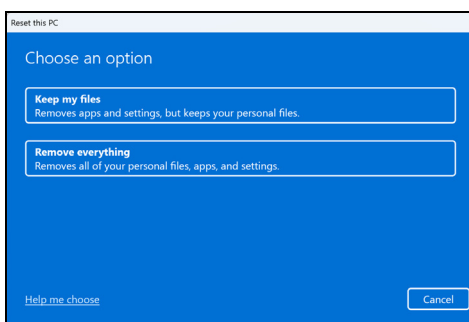 Reset this PC
Choose an option
Keep my files
Removes apps and settings, but keeps your personal files.
Remove everything
Removes all of your personal files, apps, and settings.
Help me choose
Cancel